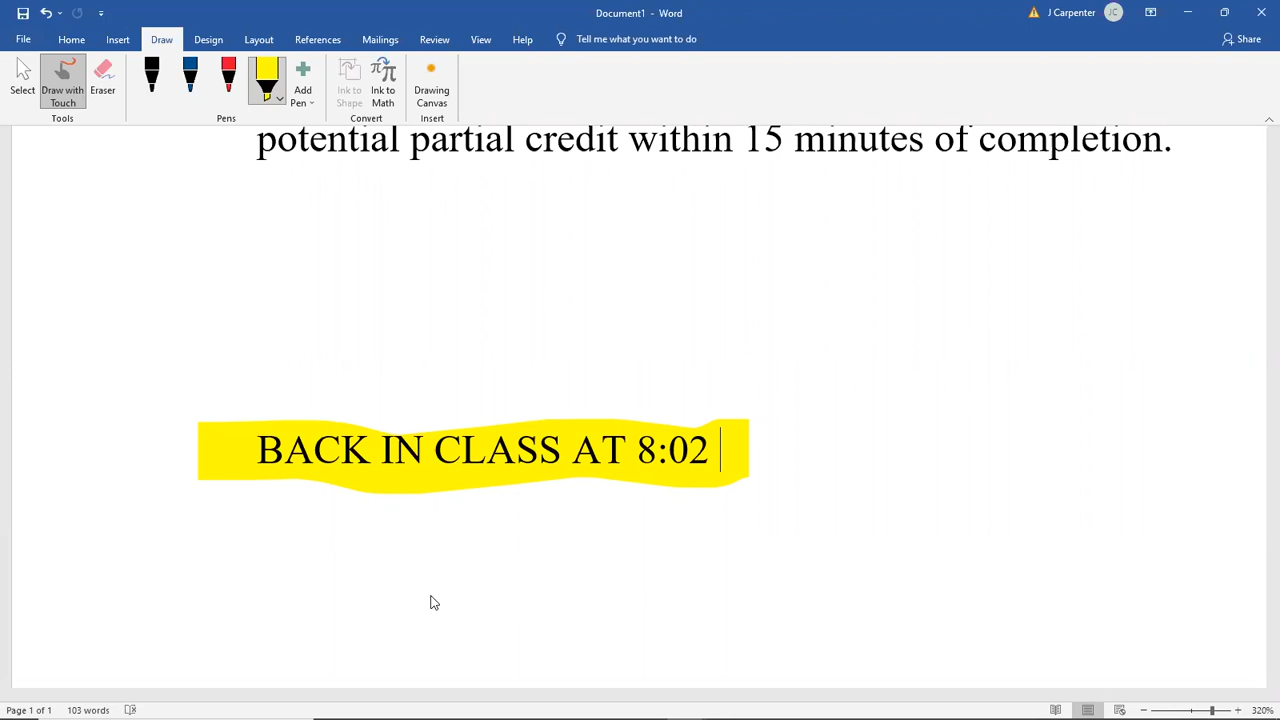 Document1 - Word
J Carpenter
JC
File
Home
Insert
Draw
Design
Layout
References
Mailings
Review
View
Help
Tell me what you want to do
Share
Select
Draw with Touch
Eraser
Add Pen
Ink to Shape
Ink to Math
Drawing Canvas
Tools
Pens
Convert
Insert
potential partial credit within 15 minutes of completion.
BACK IN CLASS AT 8:02
Page 1 of 1
103 words
320%